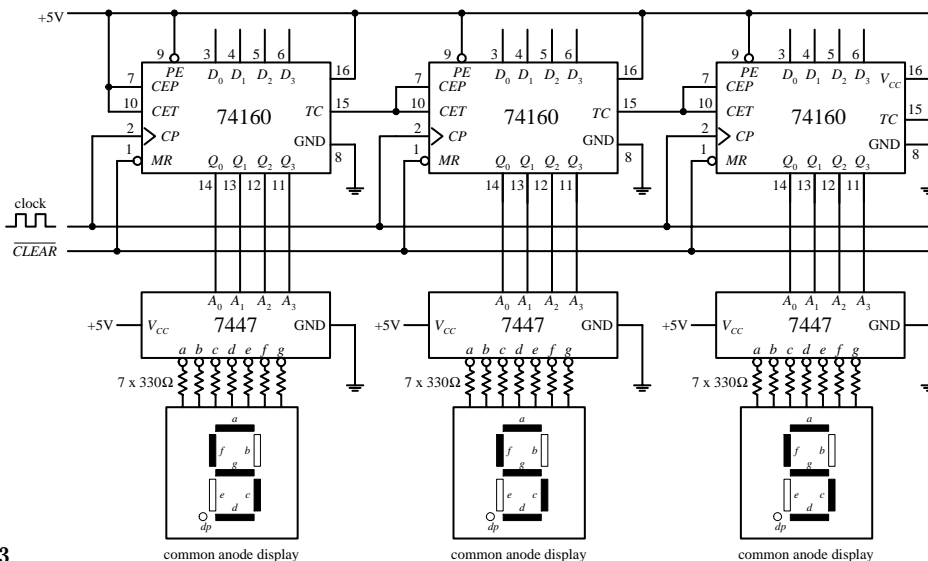 +5V
9 3 4 5 6 9 3 4 5 6 9 3 4 5 6
PE D0 D1 D2 D3 16 PE D0 D1 D2 D3 16 PE D0 D1 D2 D3 VCC 16
7 CEP 7 CEP 7 CEP
10 CET TC 15 10 CET TC 15 10 CET TC 15
74160 74160 74160
2 CP 2 CP 2 CP
GND 8 GND 8 GND 8
1 MR Q0 Q1 Q2 Q3 1 MR Q0 Q1 Q2 Q3 1 MR Q0 Q1 Q2 Q3
14 13 12 11 14 13 12 11 14 13 12 11
clock
CLEAR
A0 A1 A2 A3 A0 A1 A2 A3 A0 A1 A2 A3
+5V VCC 7447 GND +5V VCC 7447 GND +5V VCC 7447 GND
a b c d e f g a b c d e f g a b c d e f g
7 x 330Ω 7 x 330Ω 7 x 330Ω
a a a
f b f b f b
g g g
e c e c e c
d d d
dp dp dp
3 common anode display common anode display common anode display